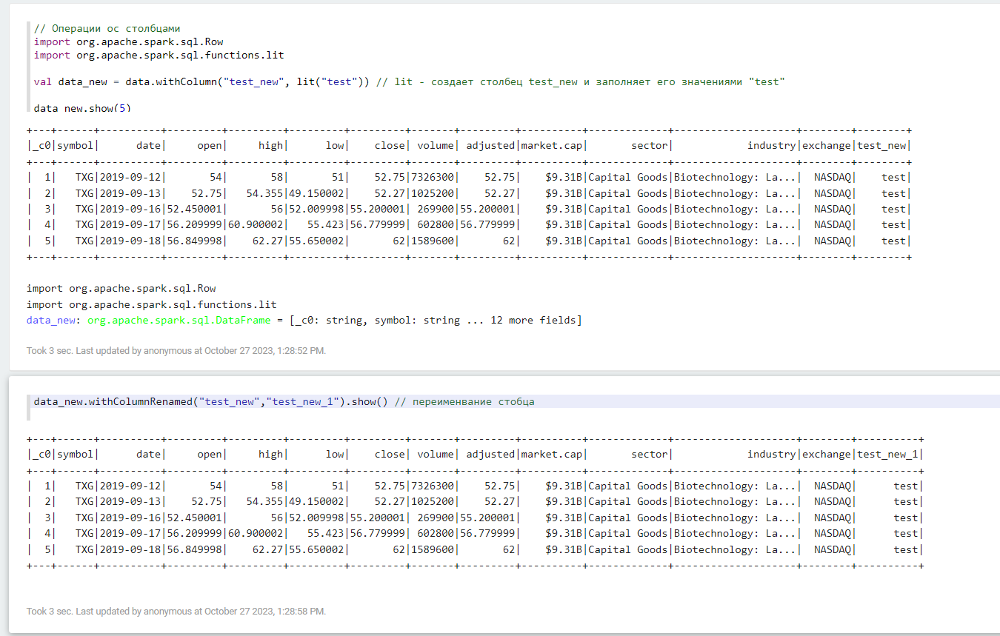 // Операции ос столбцами
import org.apache.spark.sql.Row
import org.apache.spark.sql.functions.lit
val data_new = data.withColumn("test_new", lit("test")) // lit - создает столбец test_new и заполняет его значениями "test"
data_new.show(5)
+---+------+----------+---------+---------+---------+---------+-------+---------+----------+-------------+--------------------+--------+--------+
|_c0|symbol|      date|     open|     high|      low|    close| volume| adjusted|market.cap|       sector|            industry|exchange|test_new|
+---+------+----------+---------+---------+---------+---------+-------+---------+----------+-------------+--------------------+--------+--------+
|  1|   TXG|2019-09-12|       54|       58|       51|    52.75|7326300|    52.75|    $9.31B|Capital Goods|Biotechnology: La...|  NASDAQ|    test|
|  2|   TXG|2019-09-13|    52.75|   54.355|49.150002|    52.27|1025200|    52.27|    $9.31B|Capital Goods|Biotechnology: La...|  NASDAQ|    test|
|  3|   TXG|2019-09-16|52.450001|       56|52.009998|55.200001| 269900|55.200001|    $9.31B|Capital Goods|Biotechnology: La...|  NASDAQ|    test|
|  4|   TXG|2019-09-17|56.209999|60.900002|   55.423|56.779999| 602800|56.779999|    $9.31B|Capital Goods|Biotechnology: La...|  NASDAQ|    test|
|  5|   TXG|2019-09-18|56.849998|    62.27|55.650002|       62|1589600|       62|    $9.31B|Capital Goods|Biotechnology: La...|  NASDAQ|    test|
+---+------+----------+---------+---------+---------+---------+-------+---------+----------+-------------+--------------------+--------+--------+
import org.apache.spark.sql.Row
import org.apache.spark.sql.functions.lit
data_new: org.apache.spark.sql.DataFrame = [_c0: string, symbol: string ... 12 more fields]
Took 3 sec. Last updated by anonymous at October 27 2023, 1:28:52 PM.
data_new.withColumnRenamed("test_new","test_new_1").show() // переименвание стобца
+---+------+----------+---------+---------+---------+---------+-------+---------+----------+-------------+--------------------+--------+----------+
|_c0|symbol|      date|     open|     high|      low|    close| volume| adjusted|market.cap|       sector|            industry|exchange|test_new_1|
+---+------+----------+---------+---------+---------+---------+-------+---------+----------+-------------+--------------------+--------+----------+
|  1|   TXG|2019-09-12|       54|       58|       51|    52.75|7326300|    52.75|    $9.31B|Capital Goods|Biotechnology: La...|  NASDAQ|      test|
|  2|   TXG|2019-09-13|    52.75|   54.355|49.150002|    52.27|1025200|    52.27|    $9.31B|Capital Goods|Biotechnology: La...|  NASDAQ|      test|
|  3|   TXG|2019-09-16|52.450001|       56|52.009998|55.200001| 269900|55.200001|    $9.31B|Capital Goods|Biotechnology: La...|  NASDAQ|      test|
|  4|   TXG|2019-09-17|56.209999|60.900002|   55.423|56.779999| 602800|56.779999|    $9.31B|Capital Goods|Biotechnology: La...|  NASDAQ|      test|
|  5|   TXG|2019-09-18|56.849998|    62.27|55.650002|       62|1589600|       62|    $9.31B|Capital Goods|Biotechnology: La...|  NASDAQ|      test|
+---+------+----------+---------+---------+---------+---------+-------+---------+----------+-------------+--------------------+--------+----------+
Took 3 sec. Last updated by anonymous at October 27 2023, 1:28:58 PM.